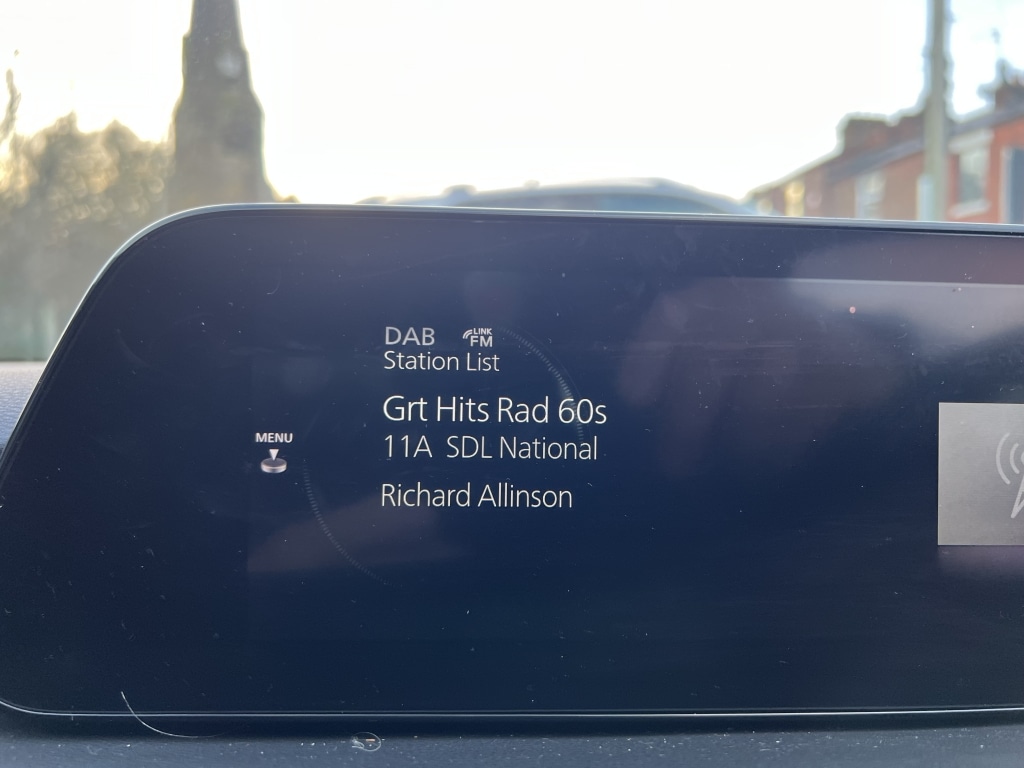 DAB LINK FM
Station List
Grt Hits Rad 60s
11A SDL National
MENU
Richard Allinson